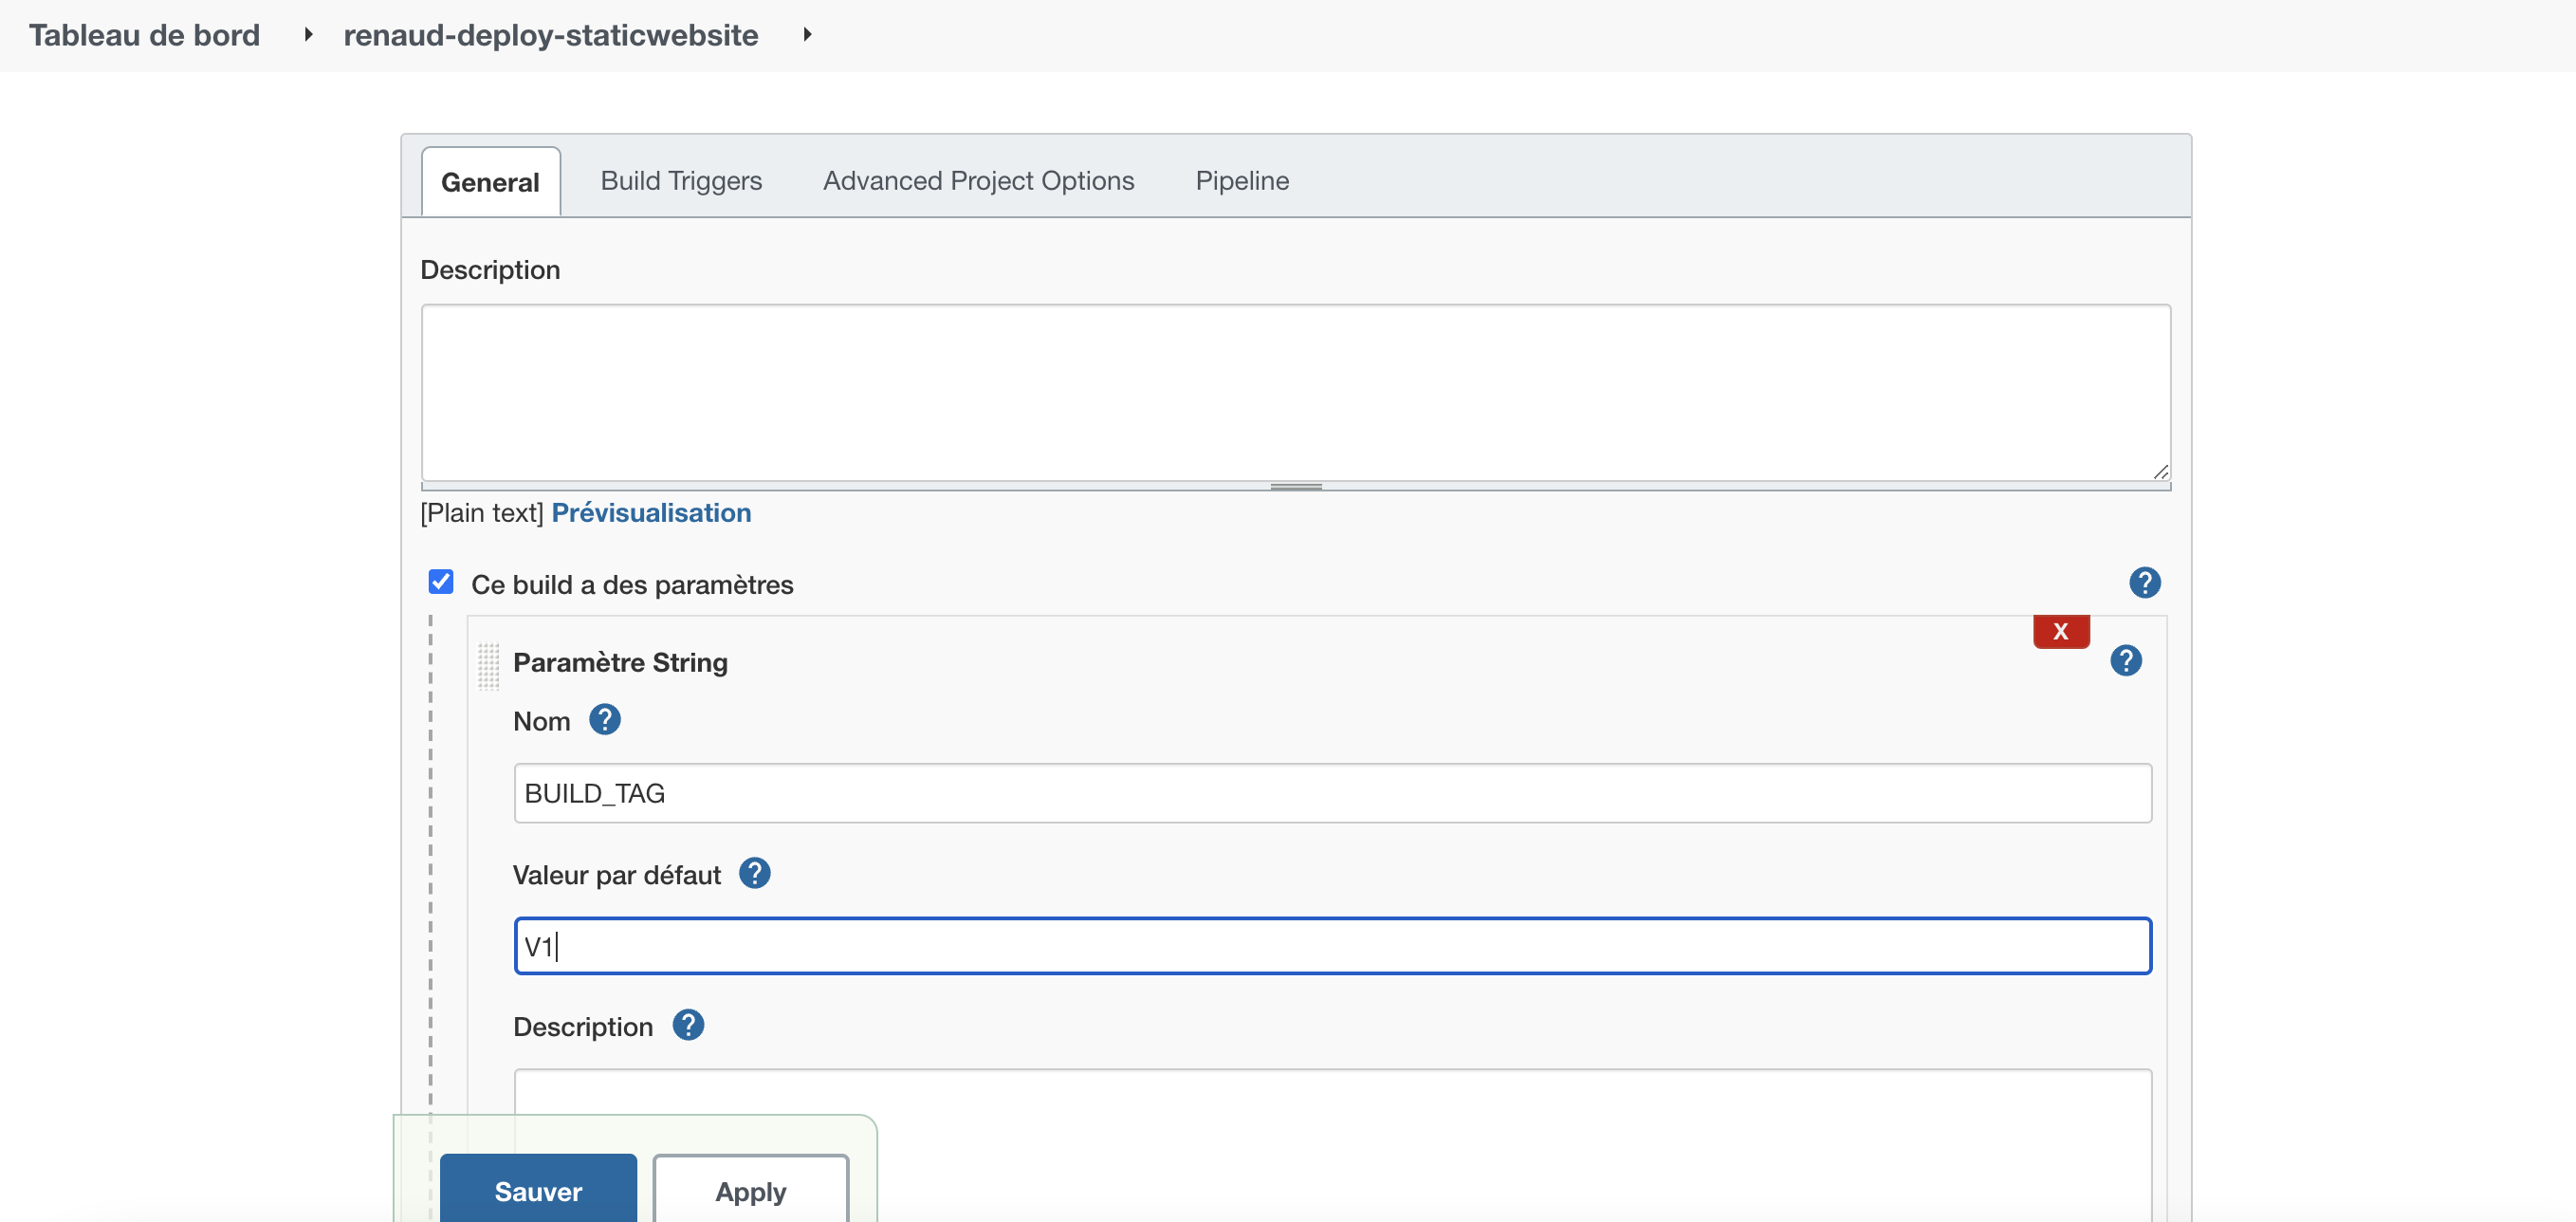 Tableau de bord renaud-deploy-staticwebsite
General Build Triggers Advanced Project Options Pipeline
Description
[Plain text] Prévisualisation
Ce build a des paramètres ?
X
Paramètre String ?
Nom ?
BUILD_TAG
Valeur par défaut ?
V1
Description ?
Sauver Apply